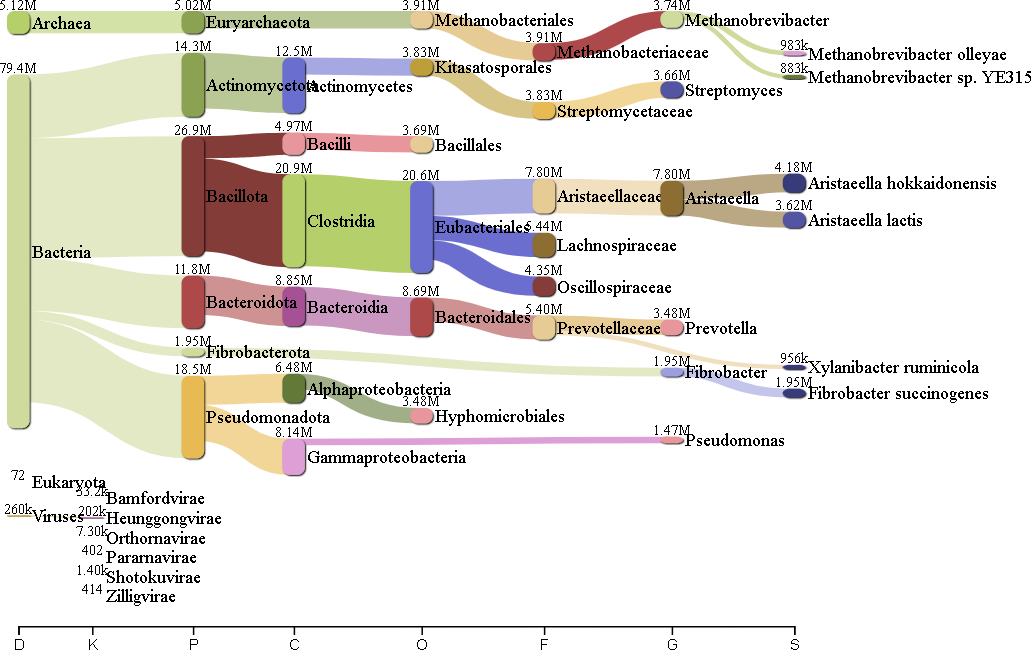 5.12M Archaea
5.02M Euryarchaeota
3.91M Methanobacteriales
3.91M Methanobacteriaceae
3.74M Methanobrevibacter
983k Methanobrevibacter olleyae
883k Methanobrevibacter sp. YE315
79.4M Bacteria
14.3M Actinomycetota
12.5M Actinomycetes
3.83M Kitasatosporales
3.83M Streptomycetaceae
3.66M Streptomyces
26.9M Bacillota
4.97M Bacilli
3.69M Bacillales
20.9M Clostridia
20.6M Eubacteriales
7.80M Aristaeellaceae
7.80M Aristaeella
4.18M Aristaeella hokkaidonensis
3.62M Aristaeella lactis
5.44M Lachnospiraceae
4.35M Oscillospiraceae
11.8M Bacteroidota
8.85M Bacteroidia
8.69M Bacteroidales
5.40M Prevotellaceae
3.48M Prevotella
956k Xylanibacter ruminicola
1.95M Fibrobacterota
1.95M Fibrobacter
1.95M Fibrobacter succinogenes
18.5M Pseudomonadota
6.48M Alphaproteobacteria
3.48M Hyphomicrobiales
8.14M Gammaproteobacteria
1.47M Pseudomonas
72 Eukaryota
260k Viruses
53.2k Bamfordvirae
202k Heunggongvirae
7.30k Orthornavirae
402 Pararnavirae
1.40k Shotokuvirae
414 Zilligvirae
D K P C O F G S